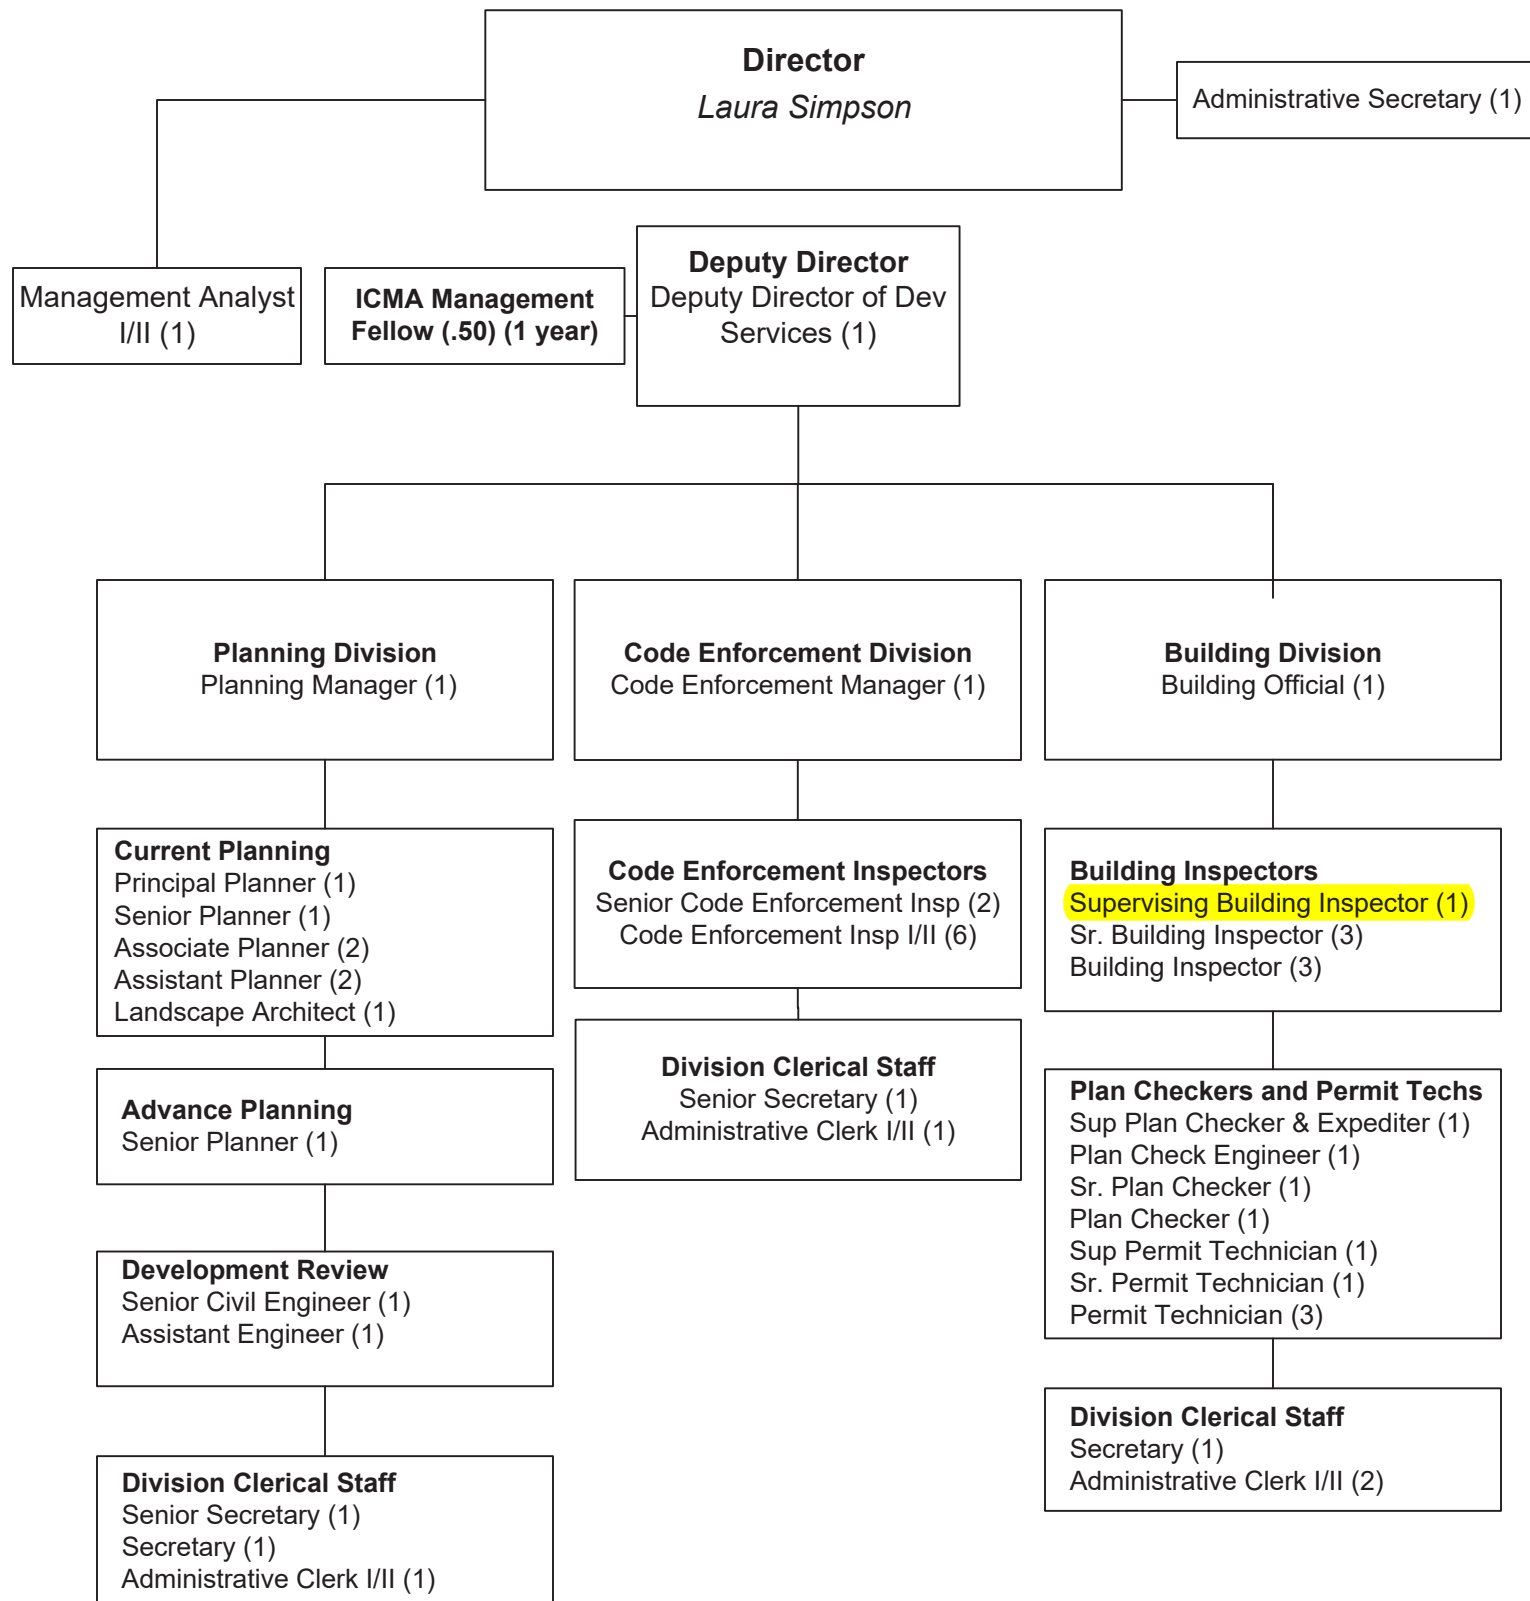 Director
Laura Simpson
Administrative Secretary (1)
Management Analyst
I/II (1)
ICMA Management
Fellow (.50) (1 year)
Deputy Director
Deputy Director of Dev
Services (1)
Planning Division
Planning Manager (1)
Code Enforcement Division
Code Enforcement Manager (1)
Building Division
Building Official (1)
Current Planning
Principal Planner (1)
Senior Planner (1)
Associate Planner (2)
Assistant Planner (2)
Landscape Architect (1)
Advance Planning
Senior Planner (1)
Development Review
Senior Civil Engineer (1)
Assistant Engineer (1)
Division Clerical Staff
Senior Secretary (1)
Secretary (1)
Administrative Clerk I/II (1)
Code Enforcement Inspectors
Senior Code Enforcement Insp (2)
Code Enforcement Insp I/II (6)
Division Clerical Staff
Senior Secretary (1)
Administrative Clerk I/II (1)
Building Inspectors
Supervising Building Inspector (1)
Sr. Building Inspector (3)
Building Inspector (3)
Plan Checkers and Permit Techs
Sup Plan Checker & Expediter (1)
Plan Check Engineer (1)
Sr. Plan Checker (1)
Plan Checker (1)
Sup Permit Technician (1)
Sr. Permit Technician (1)
Permit Technician (3)
Division Clerical Staff
Secretary (1)
Administrative Clerk I/II (2)